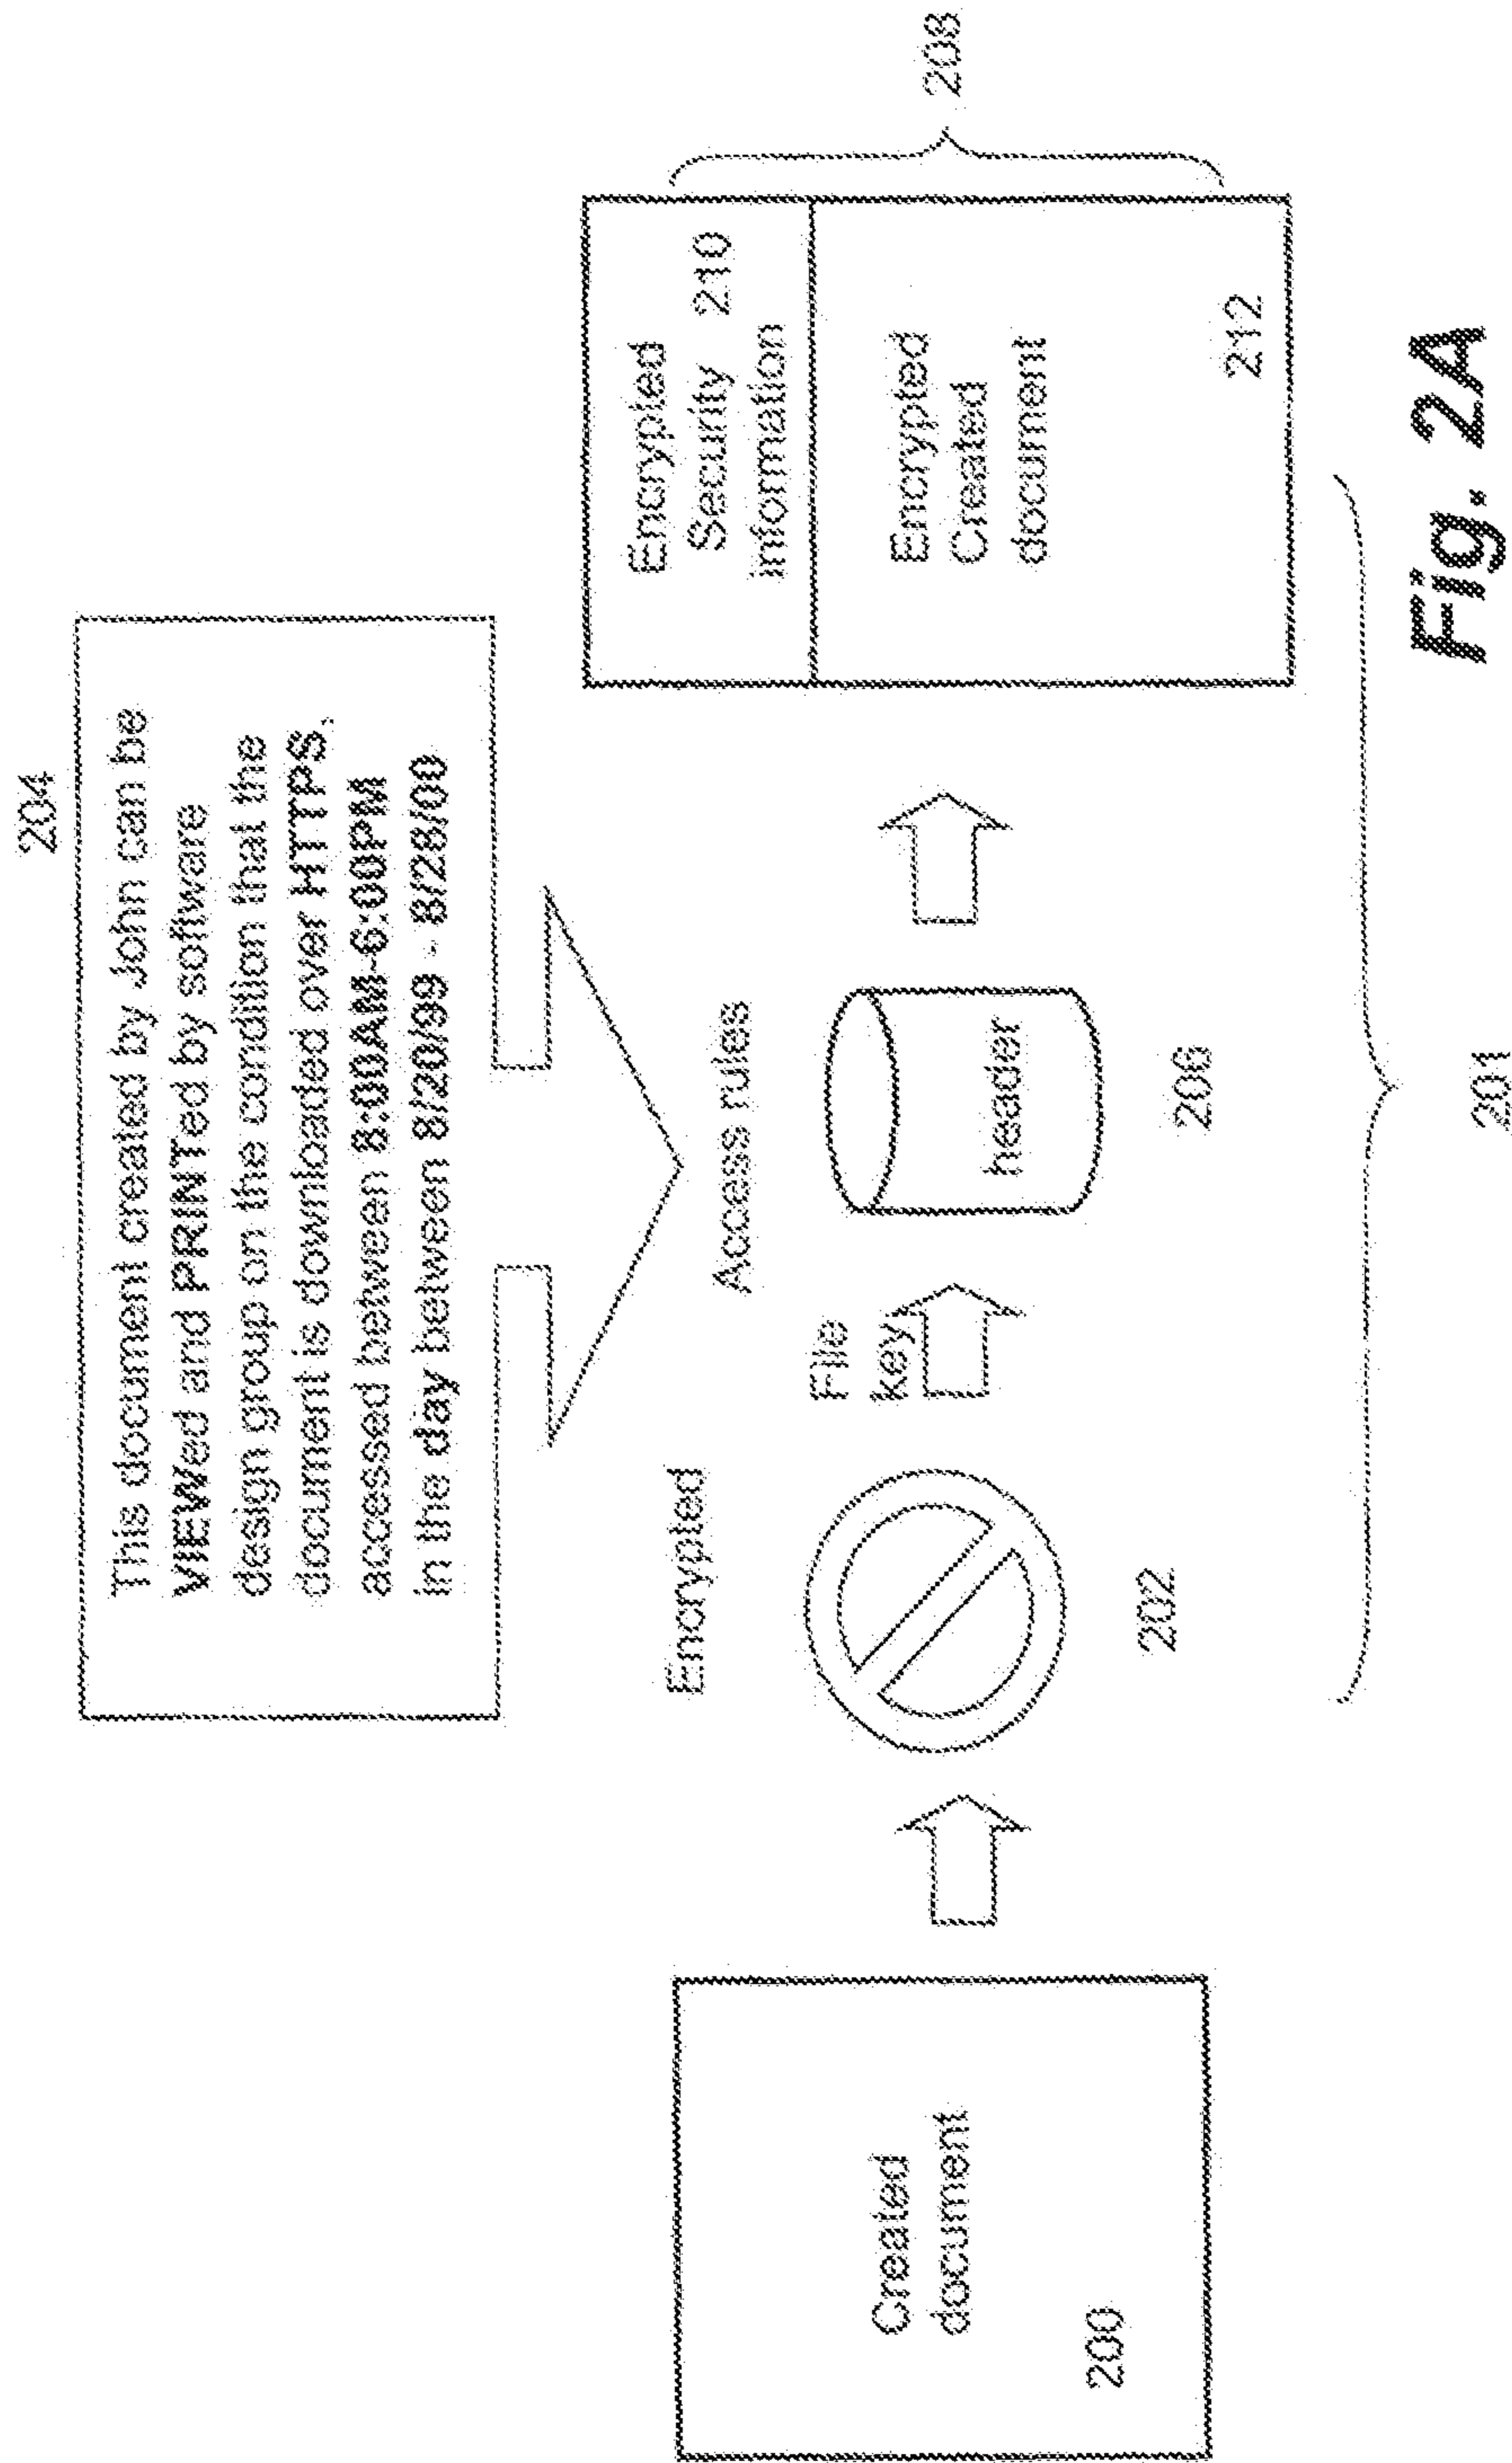 204
This document created by John can be
VIEWed and PRINTed by software
design group on the condition that the
document is downloaded over HTTPS,
accessed between 8:00AM-6:00PM
in the day between 8/20/99 - 8/28/00
Access rules
Encrypted
File
key
header
202
206
Created
document
200
Encrypted
Security 210
information
Encrypted
Created
document
212
208
201
Fig. 2A